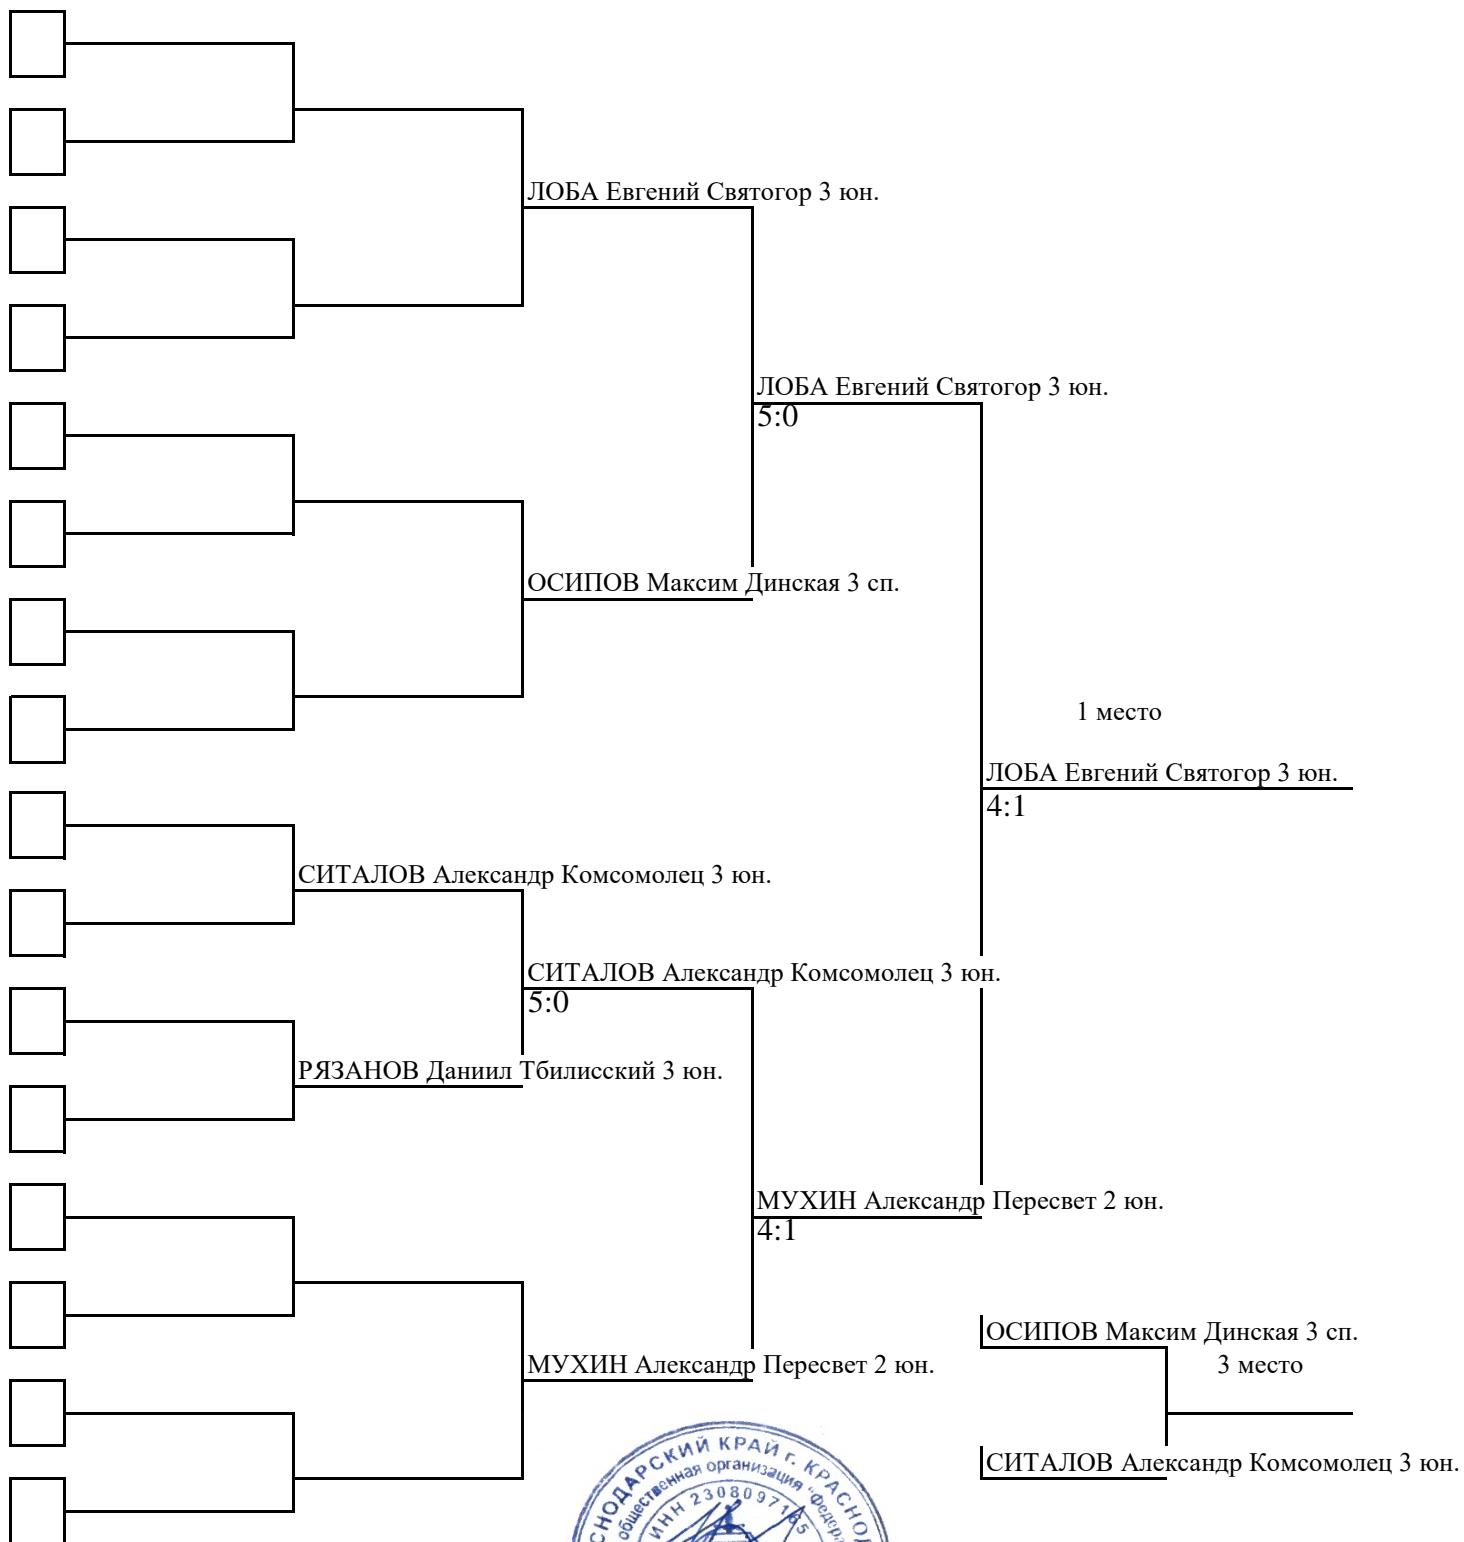 ЛОБА Евгений Святогор 3 юн.
ЛОБА Евгений Святогор 3 юн.
5:0
ОСИПОВ Максим Динская 3 сп.
1 место
ЛОБА Евгений Святогор 3 юн.
4:1
СИТАЛОВ Александр Комсомолец 3 юн.
СИТАЛОВ Александр Комсомолец 3 юн.
5:0
РЯЗАНОВ Даниил Тбилисский 3 юн.
МУХИН Александр Пересвет 2 юн.
4:1
ОСИПОВ Максим Динская 3 сп.
3 место
МУХИН Александр Пересвет 2 юн.
СИТАЛОВ Александр Комсомолец 3 юн.
СНОДАРСКИЙ КРАЙ г. КРАСНОД
общественная организация "Федера
ИНН 2308097165